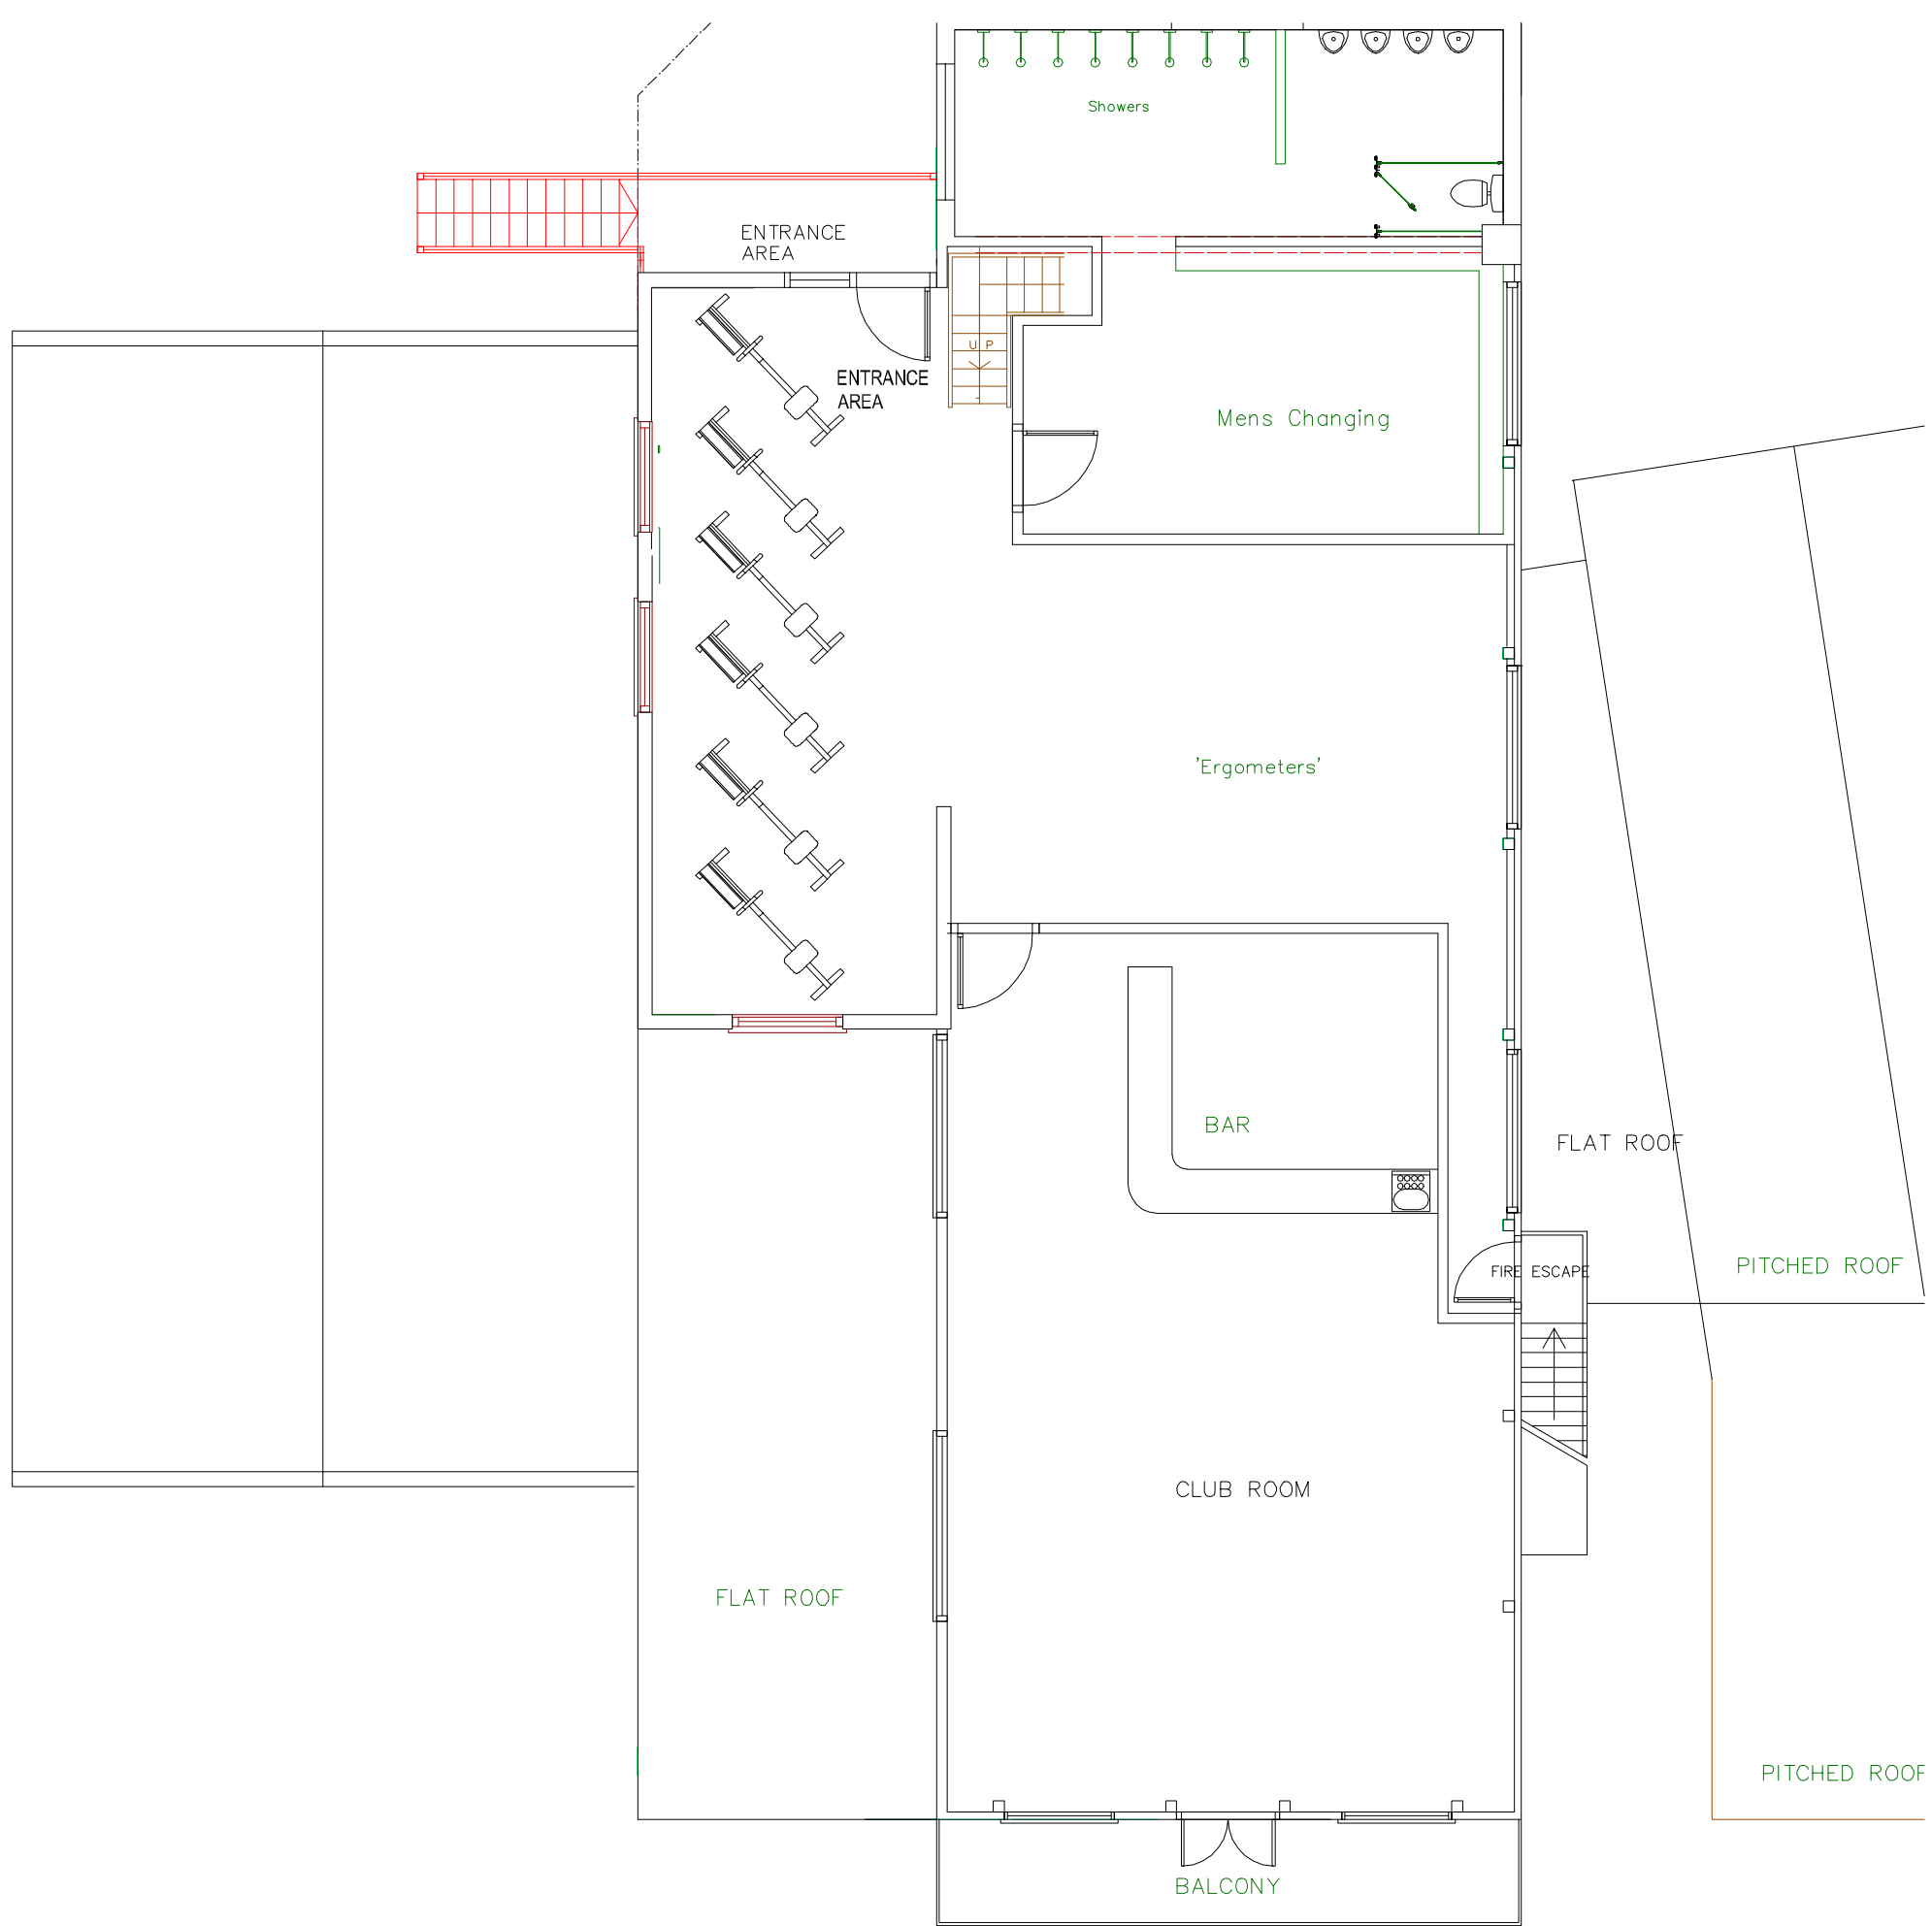 Showers
ENTRANCE
AREA
UP
ENTRANCE
AREA
Mens Changing
'Ergometers'
BAR
FLAT ROOF
FIRE ESCAPE
PITCHED ROOF
CLUB ROOM
FLAT ROOF
PITCHED ROOF
BALCONY